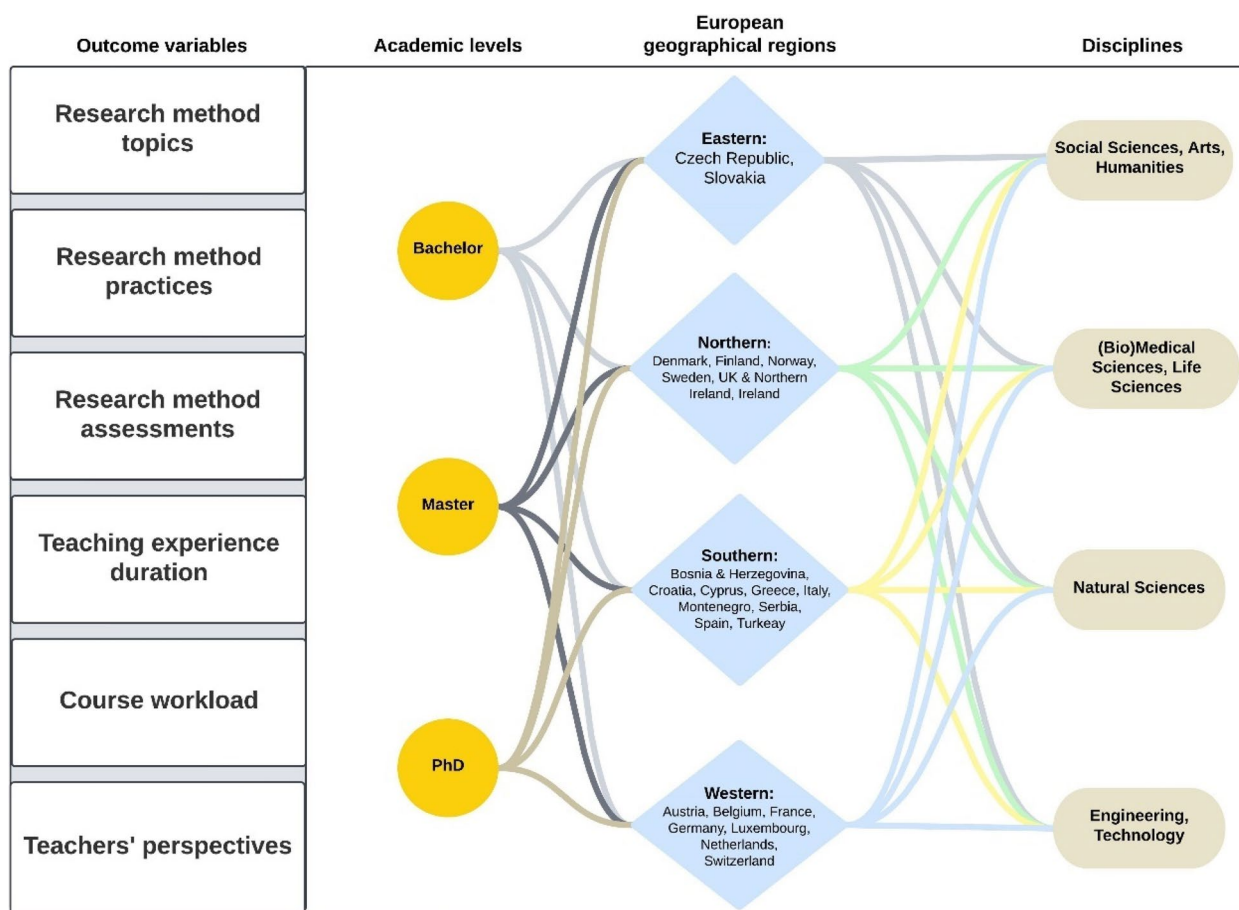 Outcome variables
Academic levels
European
geographical regions
Disciplines
Research method
topics
Research method
practices
Research method
assessments
Teaching experience
duration
Course workload
Teachers' perspectives
Bachelor
Master
PhD
Eastern:
Czech Republic,
Slovakia
Northern:
Denmark, Finland, Norway,
Sweden, UK & Northern
Ireland, Ireland
Southern:
Bosnia & Herzegovina,
Croatia, Cyprus, Greece, Italy,
Montenegro, Serbia,
Spain, Turkeay
Western:
Austria, Belgium, France,
Germany, Luxembourg,
Netherlands,
Switzerland
Social Sciences, Arts,
Humanities
(Bio)Medical
Sciences, Life
Sciences
Natural Sciences
Engineering,
Technology